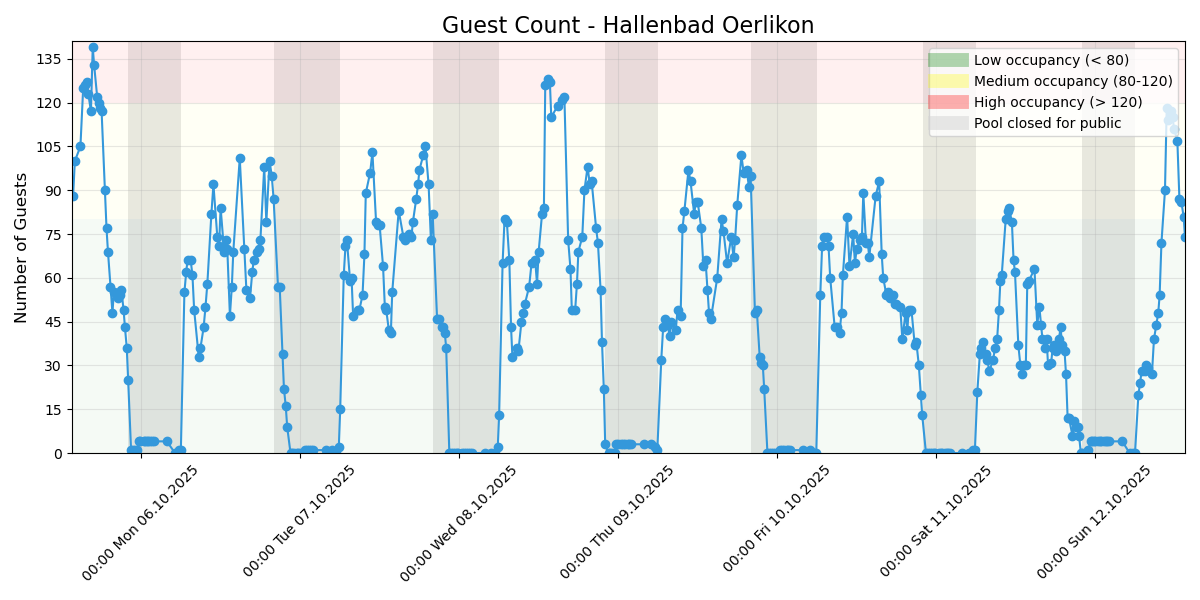 Guest Count - Hallenbad Oerlikon
Number of Guests
135
120
105
90
75
60
45
30
15
0
Low occupancy (< 80)
Medium occupancy (80-120)
High occupancy (> 120)
Pool closed for public
00:00 Mon 06.10.2025
00:00 Tue 07.10.2025
00:00 Wed 08.10.2025
00:00 Thu 09.10.2025
00:00 Fri 10.10.2025
00:00 Sat 11.10.2025
00:00 Sun 12.10.2025